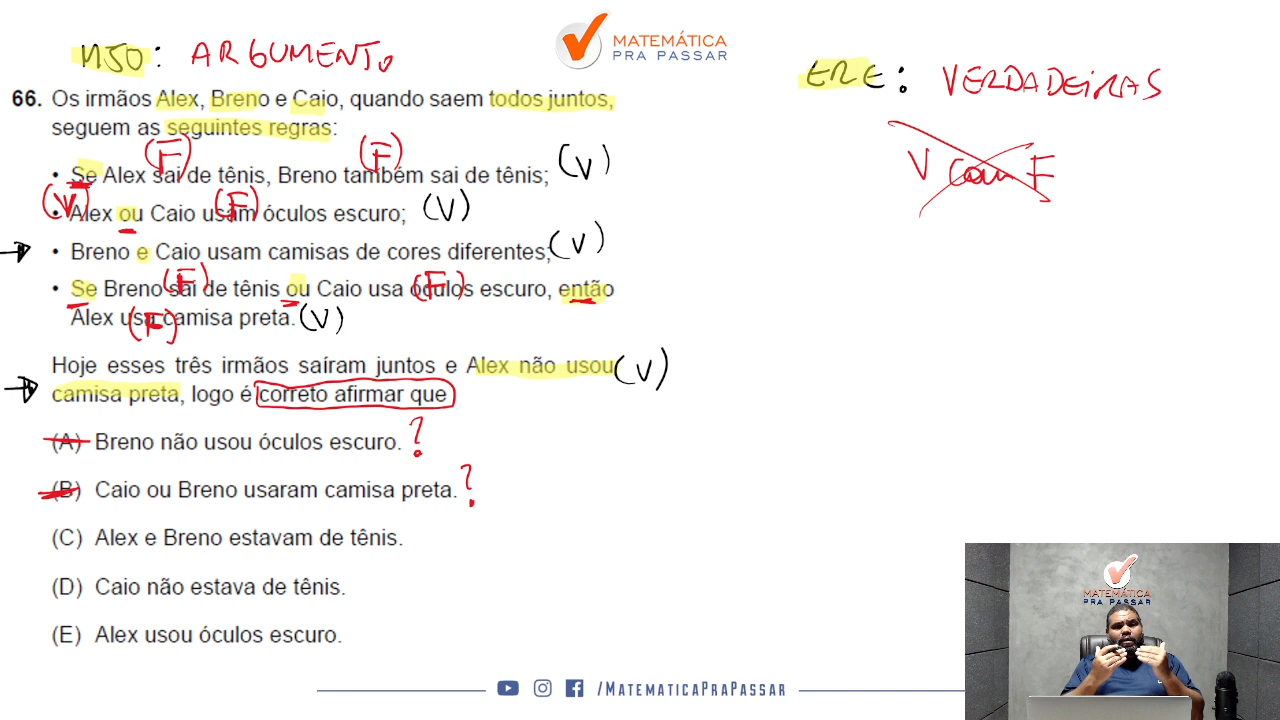 MJO: ARGUMENTO
MATEMÁTICA
PRA PASSAR
ERE: VERDADEIRAS
V com F
66. Os irmãos Alex, Breno e Caio, quando saem todos juntos,
seguem as seguintes regras:
(F) (F)
• Se Alex sai de tênis, Breno também sai de tênis; (V)
(V) (F)
• Alex ou Caio usam óculos escuro; (V)
• Breno e Caio usam camisas de cores diferentes; (V)
(F) (F)
• Se Breno sai de tênis ou Caio usa óculos escuro, então
Alex usa camisa preta. (V)
(F)
Hoje esses três irmãos saíram juntos e Alex não usou (V)
camisa preta, logo é correto afirmar que
(A) Breno não usou óculos escuro. ?
(B) Caio ou Breno usaram camisa preta. ?
(C) Alex e Breno estavam de tênis.
(D) Caio não estava de tênis.
(E) Alex usou óculos escuro.
MATEMÁTICA
PRA PASSAR
/MATEMATICAPRAPASSAR